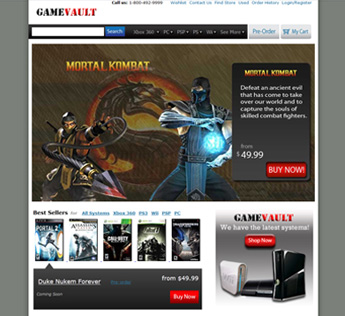 Call us: 1-800-402-9999 Wishlist Contact Us Find Store Used Order History Login/Register
GAMEVAULT
Search Xbox 360 PC PSP PS Wii See More Pre-Order My Cart
MORTAL KOMBAT
MORTAL KOMBAT
Defeat an ancient evil
that has come to take
over our world and to
capture the souls of
skilled combat fighters.
from
$49.99
BUY NOW!
Best Sellers for All Systems Xbox 360 PS3 Wii PSP PC
PORTAL 2
Duke Nukem Forever Pre-order from $49.99
Coming Soon
Buy Now
GAMEVAULT
We have the latest systems!
Shop Now